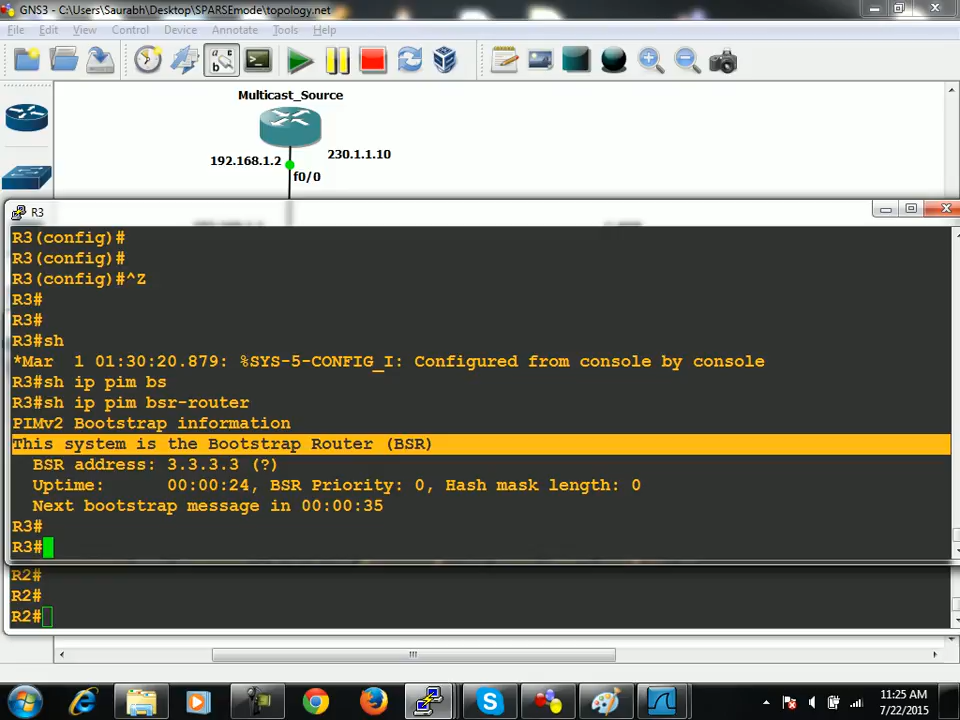 GNS3 — C:\Users\Saurabh\Desktop\SPARSEmode\topology.net
File Edit View Control Device Annotate Tools Help
Multicast_Source
192.168.1.2
230.1.1.10
f0/0
R3
R3(config)#
R3(config)#
R3(config)#^Z
R3#
R3#
R3#sh
*Mar  1 01:30:20.879: %SYS-5-CONFIG_I: Configured from console by console
R3#sh ip pim bs
R3#sh ip pim bsr-router
PIMv2 Bootstrap information
This system is the Bootstrap Router (BSR)
  BSR address: 3.3.3.3 (?)
  Uptime:      00:00:24, BSR Priority: 0, Hash mask length: 0
  Next bootstrap message in 00:00:35
R3#
R3#
R2#
R2#
R2#
11:25 AM
7/22/2015